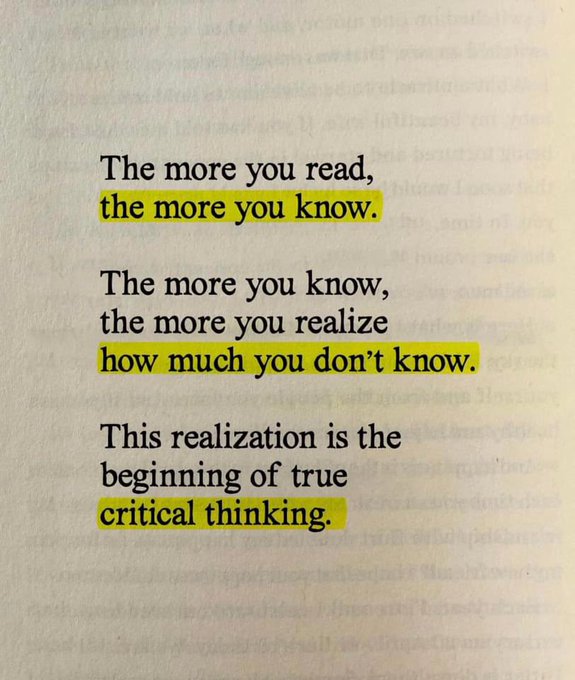 The more you read,
the more you know.
The more you know,
the more you realize
how much you don’t know.
This realization is the
beginning of true
critical thinking.